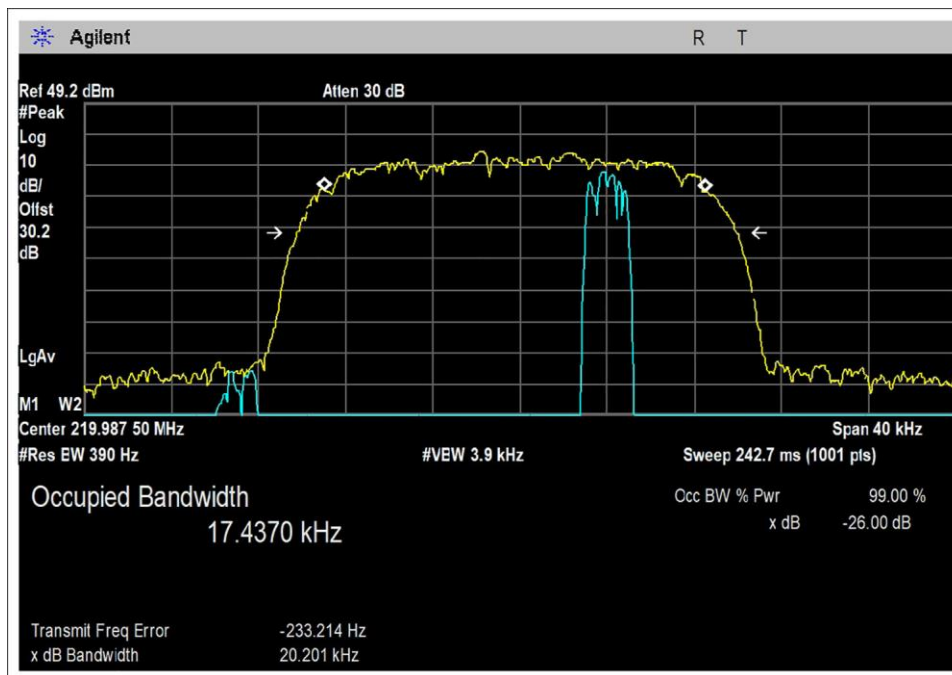 Agilent R T
Ref 49.2 dBm Atten 30 dB
#Peak
Log
10
dB/
Offst
30.2
dB
LgAv
M1 W2
Center 219.987 50 MHz Span 40 kHz
#Res BW 390 Hz #VBW 3.9 kHz Sweep 242.7 ms (1001 pts)
Occupied Bandwidth Occ BW % Pwr 99.00 %
17.4370 kHz x dB -26.00 dB
Transmit Freq Error -233.214 Hz
x dB Bandwidth 20.201 kHz